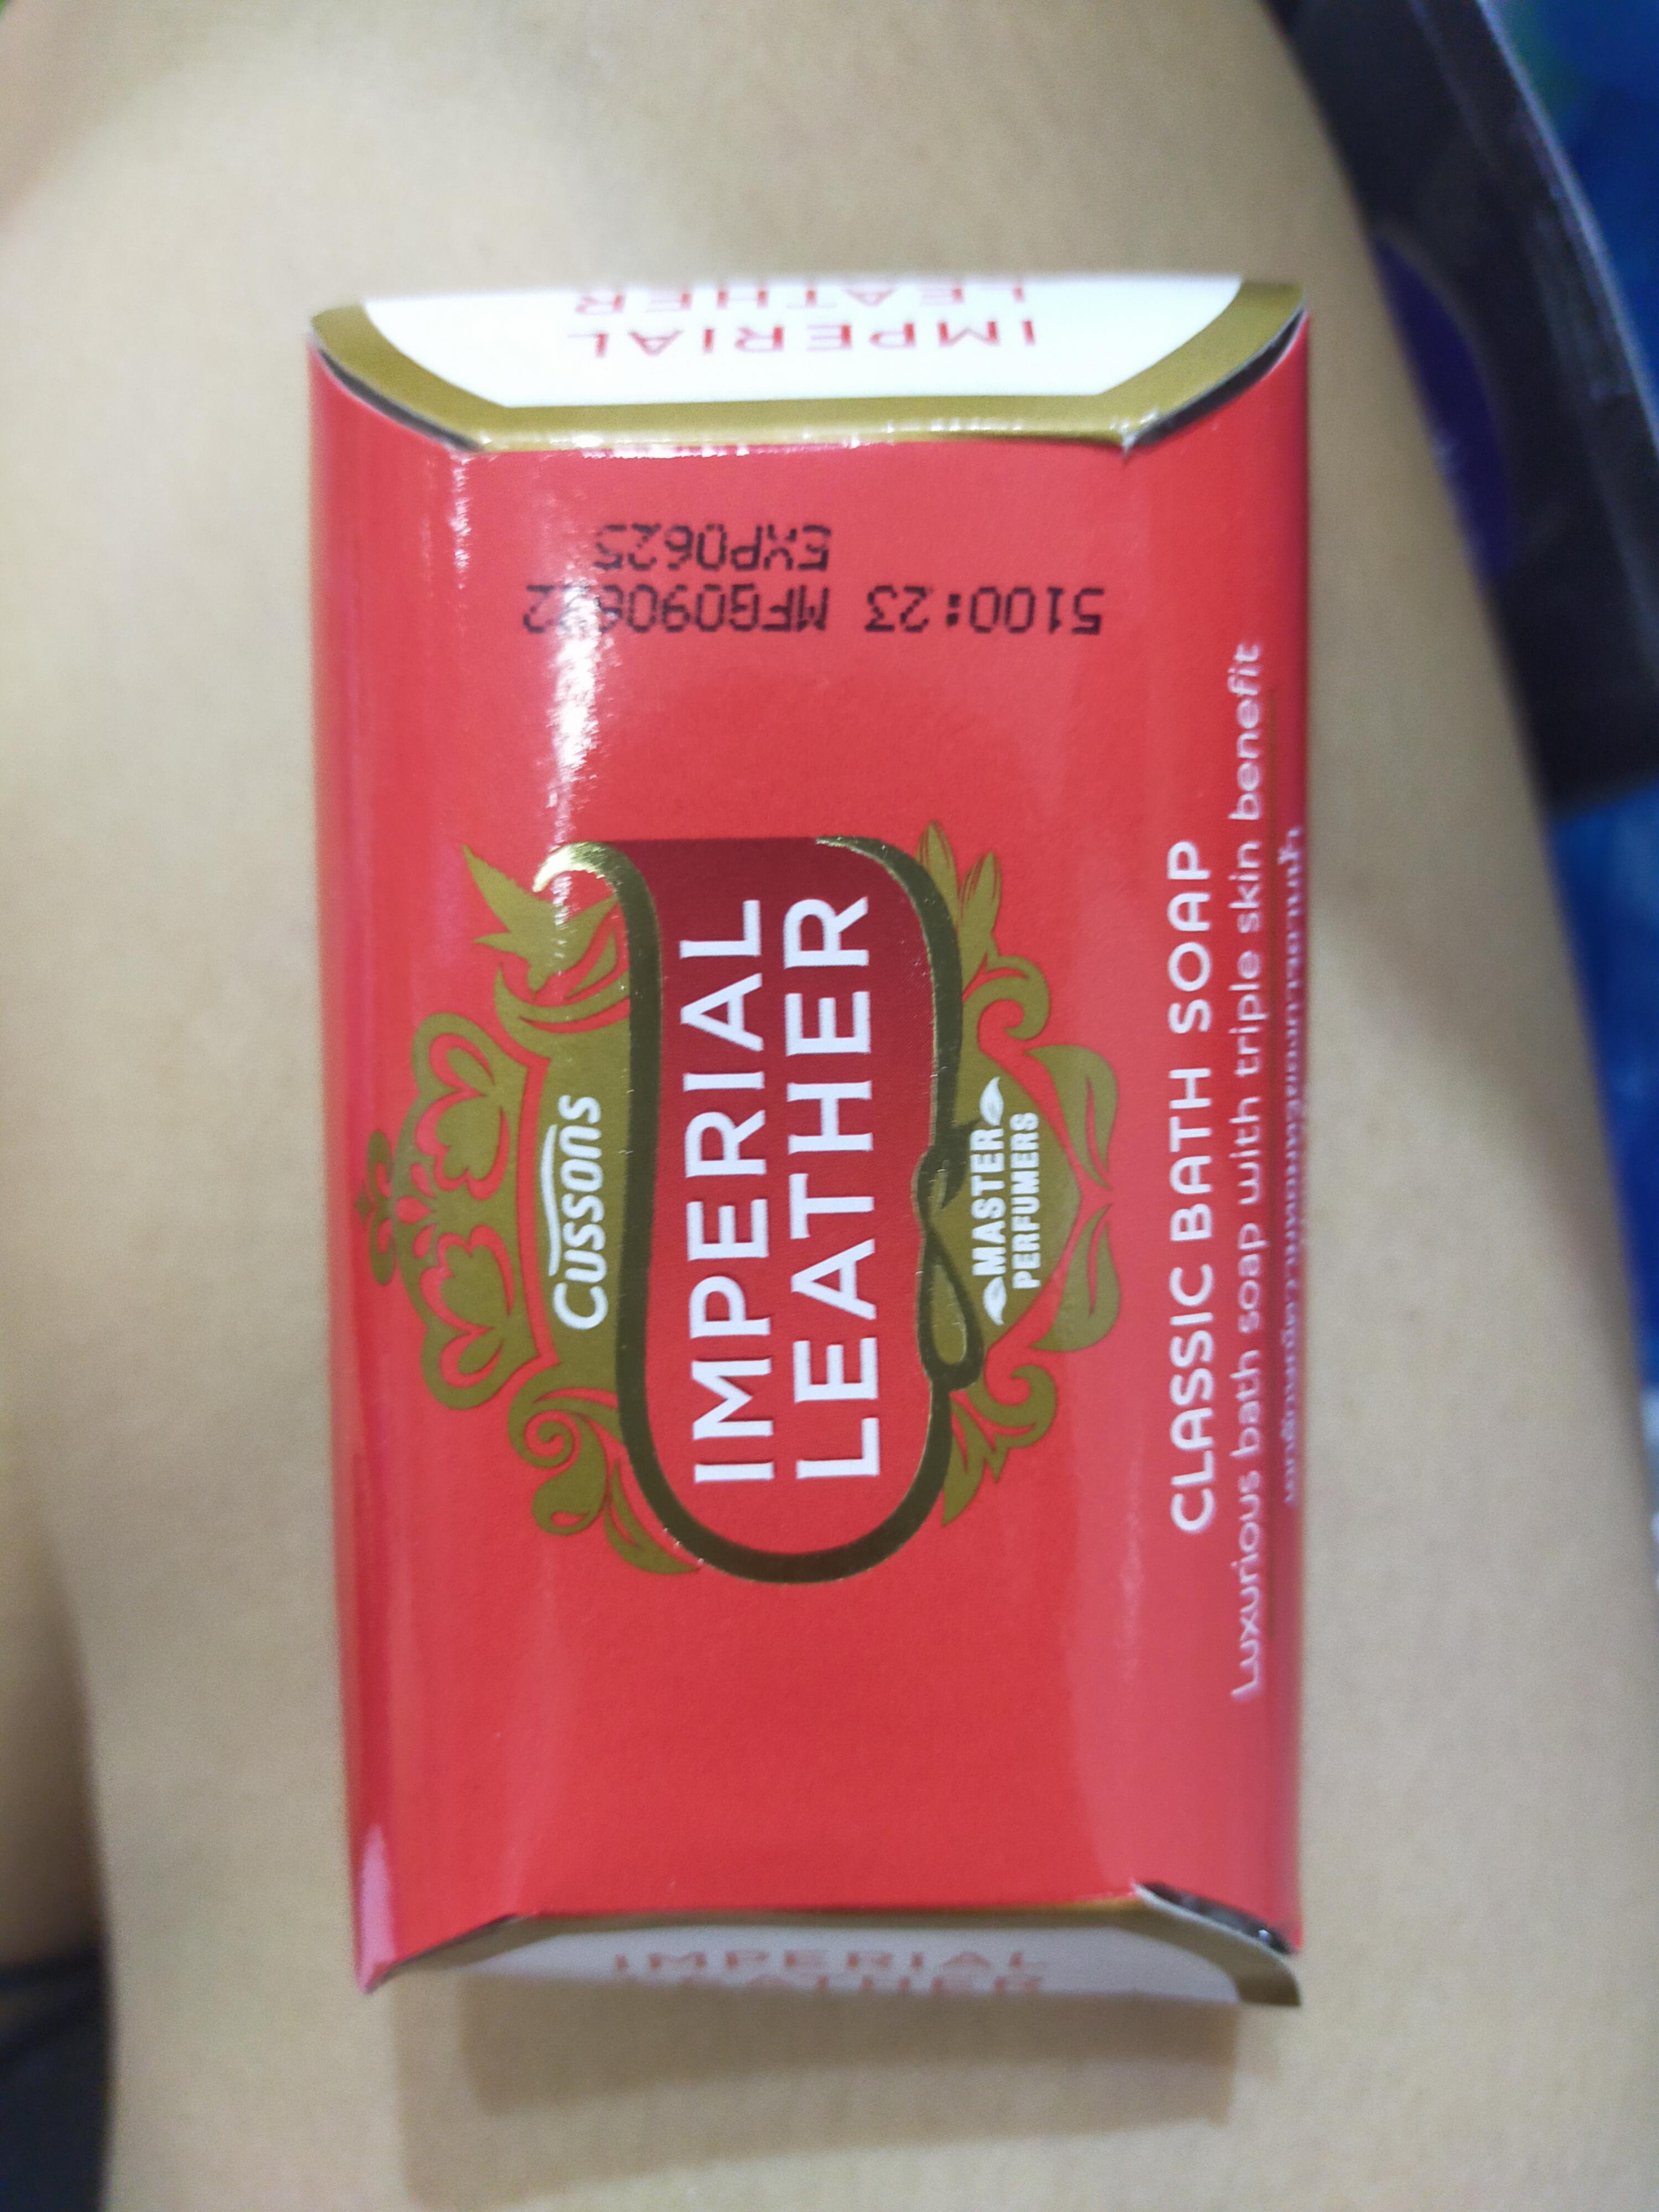 IMPERIAL
LEATHER
5100:23 MFG090622
EXP0625
Cussons
IMPERIAL
LEATHER
MASTER
PERFUMERS
CLASSIC BATH SOAP
Luxurious bath soap with triple skin benefit
IMPERIAL
LEATHER